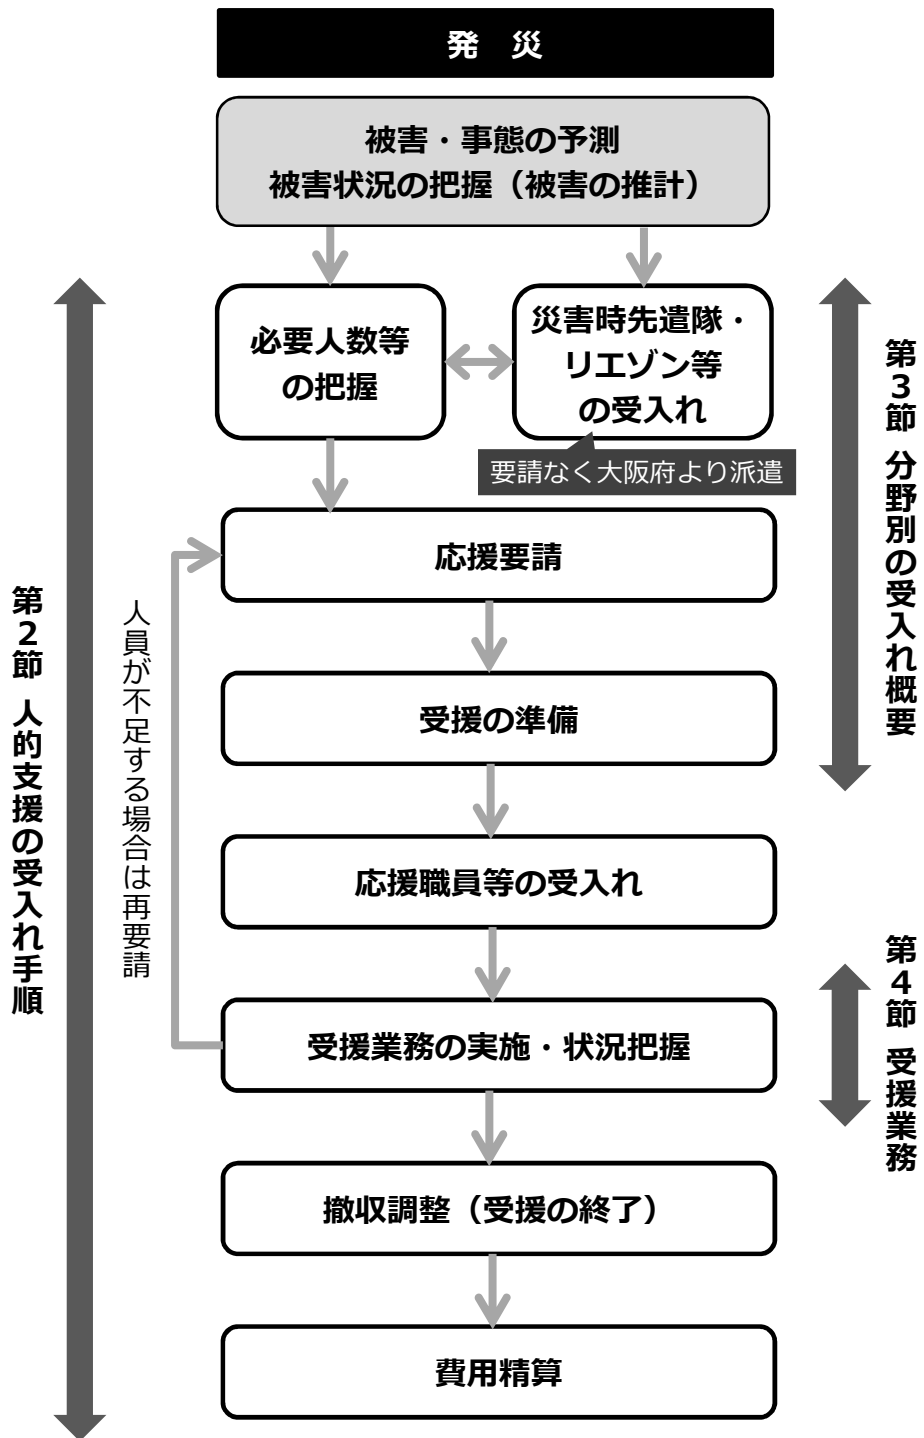 発 災
被害・事態の予測
被害状況の把握（被害の推計）
必要人数等
の把握
災害時先遣隊・
リエゾン等
の受入れ
要請なく大阪府より派遣
応援要請
受援の準備
応援職員等の受入れ
受援業務の実施・状況把握
撤収調整（受援の終了）
費用精算
人員が不足する場合は再要請
第２節 人的支援の受入れ手順
第３節 分野別の受入れ概要
第４節 受援業務